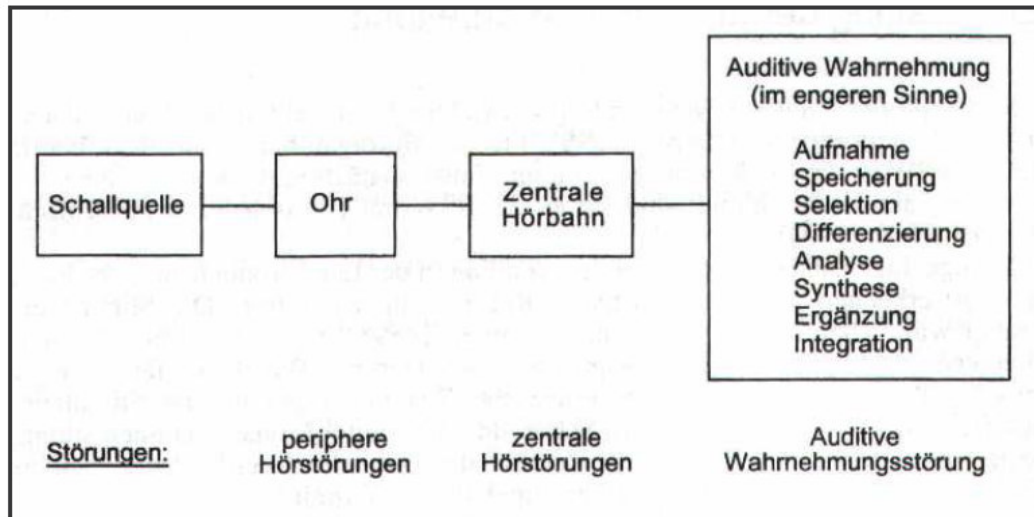 Auditive Wahrnehmung
(im engeren Sinne)
Schallquelle
Ohr
Zentrale
Hörbahn
Aufnahme
Speicherung
Selektion
Differenzierung
Analyse
Synthese
Ergänzung
Integration
Störungen:
periphere
Hörstörungen
zentrale
Hörstörungen
Auditive
Wahrnehmungsstörung